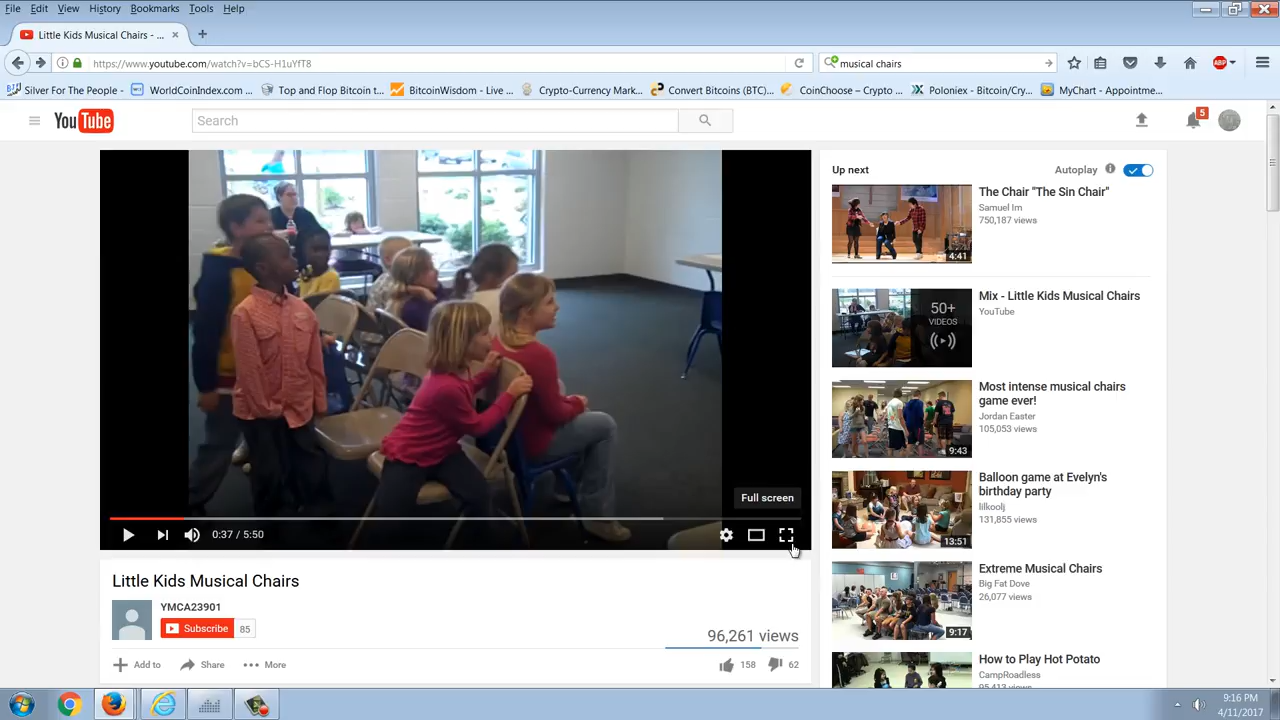 File Edit View History Bookmarks Tools Help
Little Kids Musical Chairs - ...
https://www.youtube.com/watch?v=bCS-H1uYfT8
musical chairs
Silver For The People - ...
WorldCoinIndex.com ...
Top and Flop Bitcoin t...
BitcoinWisdom - Live ...
Crypto-Currency Mark...
Convert Bitcoins (BTC)...
CoinChoose – Crypto ...
Poloniex - Bitcoin/Cry...
MyChart - Appointme...
YouTube
Search
5
Up next
Autoplay
The Chair "The Sin Chair"
Samuel Im
750,187 views
4:41
Mix - Little Kids Musical Chairs
YouTube
50+
VIDEOS
Most intense musical chairs
game ever!
Jordan Easter
105,053 views
9:43
Balloon game at Evelyn's
birthday party
lilkoolj
131,855 views
13:51
Extreme Musical Chairs
Big Fat Dove
26,077 views
9:17
How to Play Hot Potato
CampRoadless
95,413 views
Full screen
0:37 / 5:50
Little Kids Musical Chairs
YMCA23901
Subscribe 85
96,261 views
Add to Share More
158 62
9:16 PM
4/11/2017